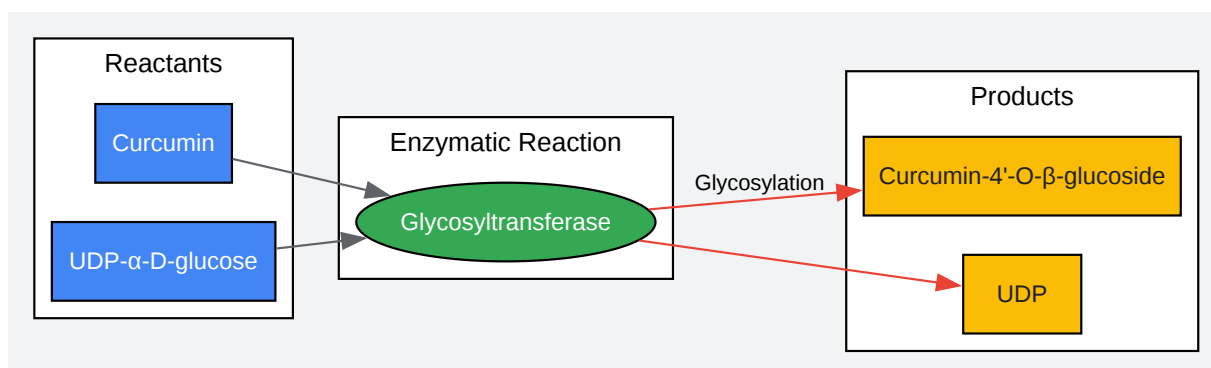 Reactants
Curcumin
UDP-α-D-glucose
Enzymatic Reaction
Glycosyltransferase
Glycosylation
Products
Curcumin-4'-O-β-glucoside
UDP